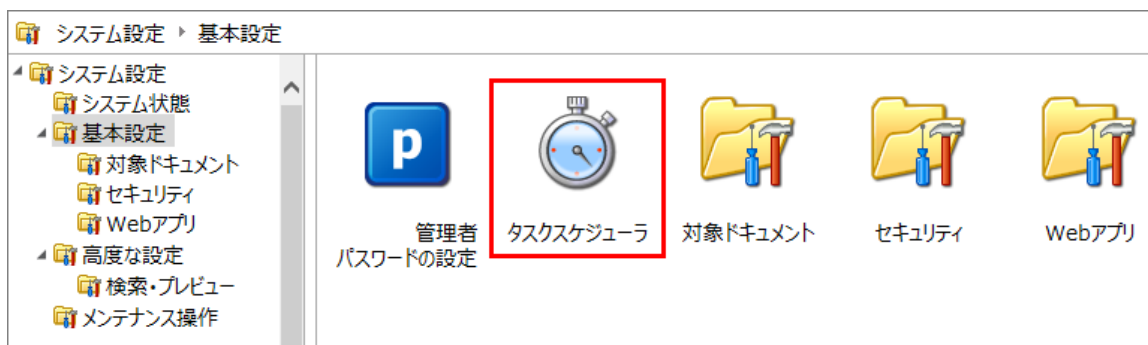 システム設定 ▸ 基本設定
システム設定
システム状態
基本設定
対象ドキュメント
セキュリティ
Webアプリ
高度な設定
検索・プレビュー
メンテナンス操作
p
管理者
パスワードの設定
タスクスケジューラ
対象ドキュメント
セキュリティ
Webアプリ